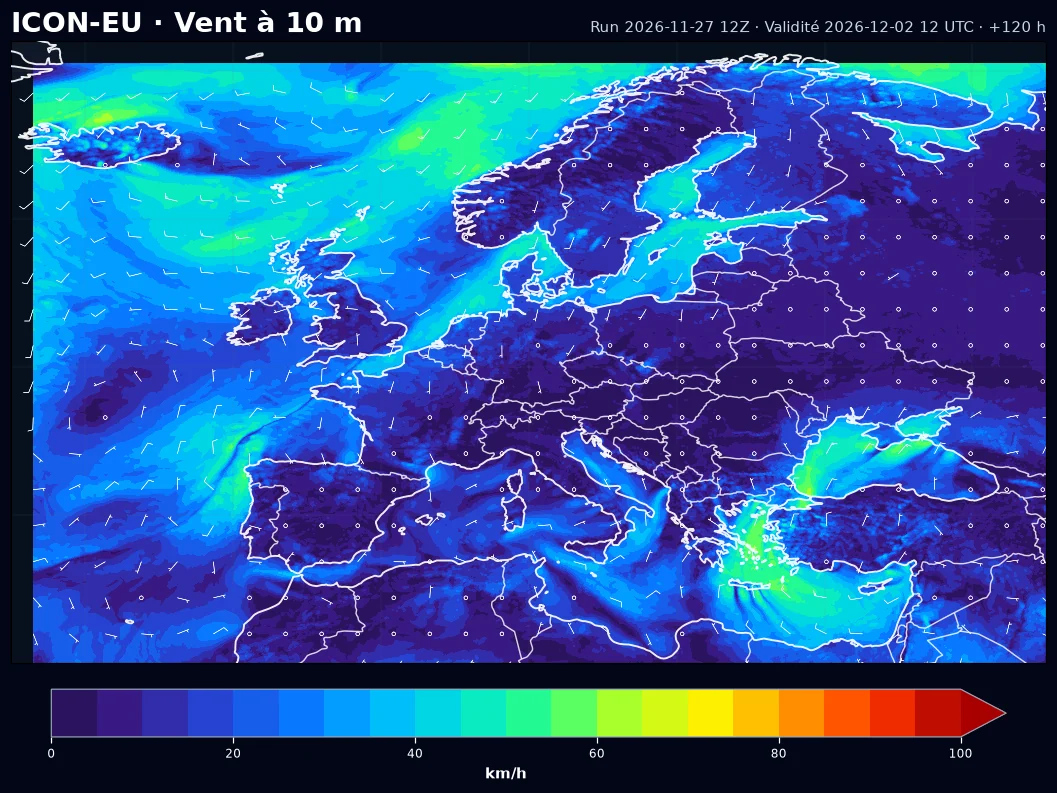 ICON-EU · Vent à 10 m
Run 2026-11-27 12Z · Validité 2026-12-02 12 UTC · +120 h
0 20 40 60 80 100
km/h